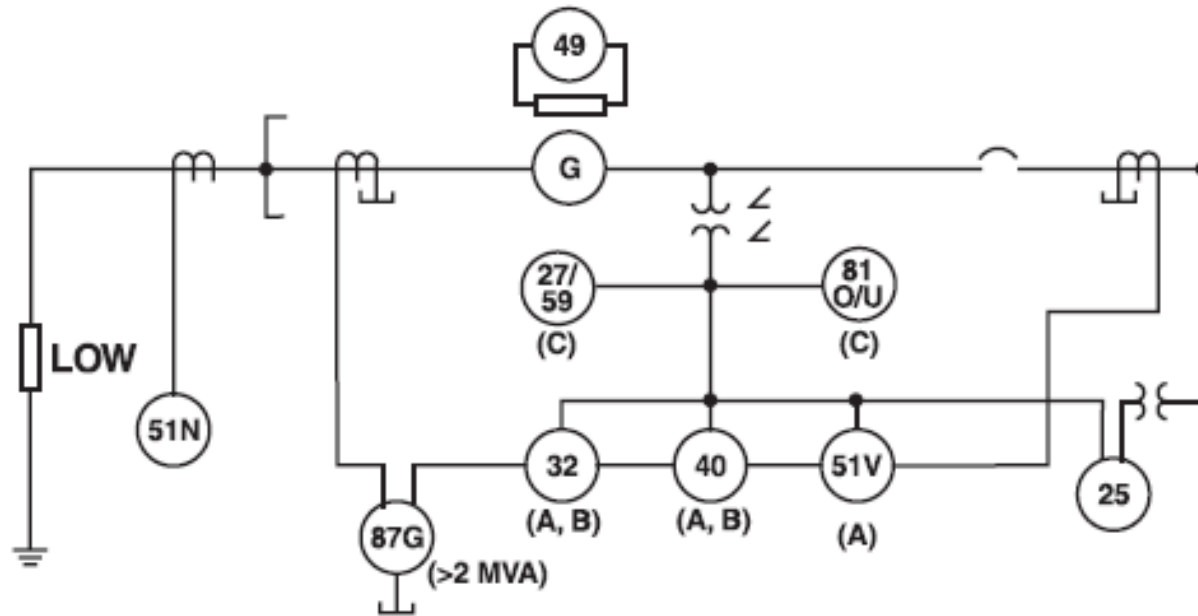 49
G
27/
59
(C)
81
O/U
(C)
LOW
51N
32
40
51V
25
(A, B)
(A, B)
(A)
87G
(>2 MVA)